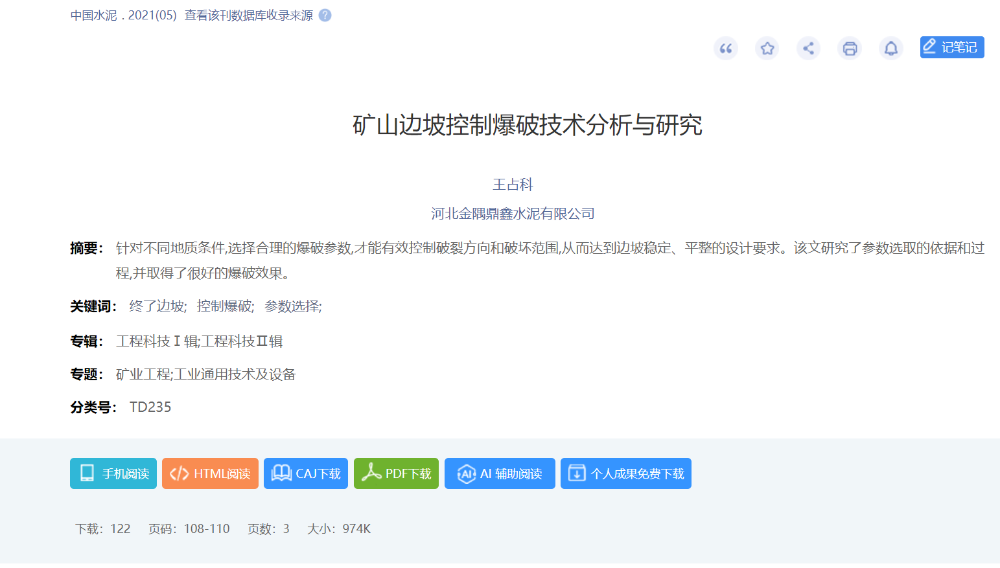 中国水泥 . 2021(05) 查看该刊数据库收录来源 ?
记笔记
矿山边坡控制爆破技术分析与研究
王占科
河北金隅鼎鑫水泥有限公司
摘要： 针对不同地质条件,选择合理的爆破参数,才能有效控制破裂方向和破坏范围,从而达到边坡稳定、平整的设计要求。该文研究了参数选取的依据和过
程,并取得了很好的爆破效果。
关键词： 终了边坡; 控制爆破; 参数选择;
专辑： 工程科技Ⅰ辑;工程科技Ⅱ辑
专题： 矿业工程;工业通用技术及设备
分类号： TD235
手机阅读 HTML阅读 CAJ下载 PDF下载 AI AI 辅助阅读 个人成果免费下载
下载：122 页码：108-110 页数：3 大小：974K